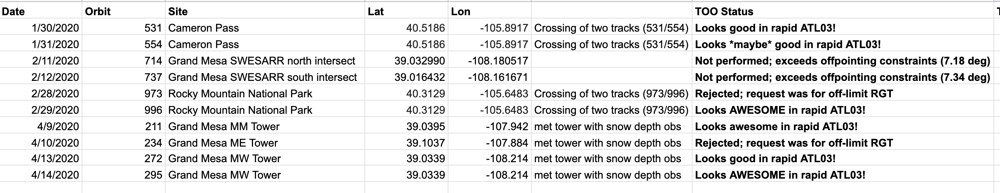 Date Orbit Site Lat Lon TOO Status
1/30/2020 531 Cameron Pass 40.5186 -105.8917 Crossing of two tracks (531/554) Looks good in rapid ATL03!
1/31/2020 554 Cameron Pass 40.5186 -105.8917 Crossing of two tracks (531/554) Looks *maybe* good in rapid ATL03!
2/11/2020 714 Grand Mesa SWESARR north intersect 39.032990 -108.180517 Not performed; exceeds offpointing constraints (7.18 deg)
2/12/2020 737 Grand Mesa SWESARR south intersect 39.016432 -108.161671 Not performed; exceeds offpointing constraints (7.34 deg)
2/28/2020 973 Rocky Mountain National Park 40.3129 -105.6483 Crossing of two tracks (973/996) Rejected; request was for off-limit RGT
2/29/2020 996 Rocky Mountain National Park 40.3129 -105.6483 Crossing of two tracks (973/996) Looks AWESOME in rapid ATL03!
4/9/2020 211 Grand Mesa MM Tower 39.0395 -107.942 met tower with snow depth obs Looks awesome in rapid ATL03!
4/10/2020 234 Grand Mesa ME Tower 39.1037 -107.884 met tower with snow depth obs Rejected; request was for off-limit RGT
4/13/2020 272 Grand Mesa MW Tower 39.0339 -108.214 met tower with snow depth obs Looks good in rapid ATL03!
4/14/2020 295 Grand Mesa MW Tower 39.0339 -108.214 met tower with snow depth obs Looks AWESOME in rapid ATL03!